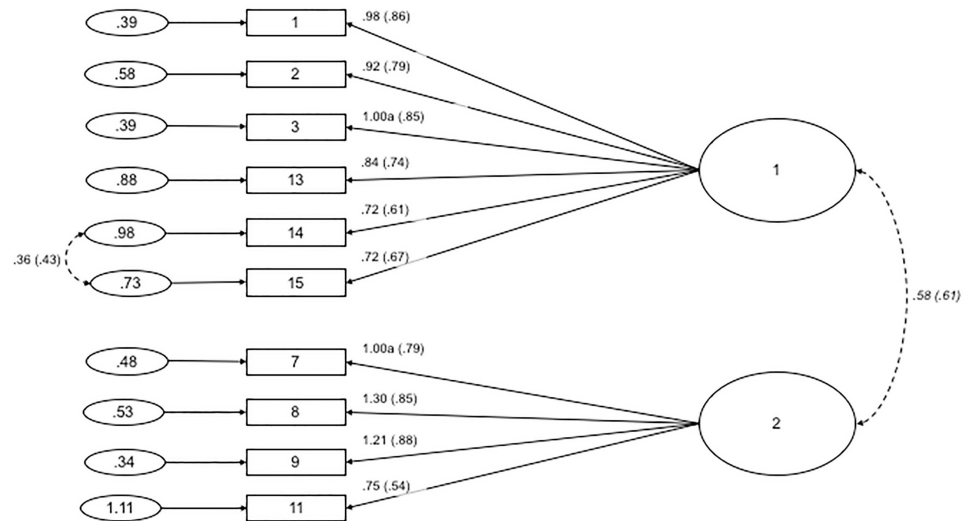 .39 1 .98 (.86)
.58 2 .92 (.79)
.39 3 1.00a (.85)
.88 13 .84 (.74)
1
.98 14 .72 (.61)
.36 (.43)
.73 15 .72 (.67)
.58 (.61)
.48 7 1.00a (.79)
.53 8 1.30 (.85)
2
.34 9 1.21 (.88)
1.11 11 .75 (.54)